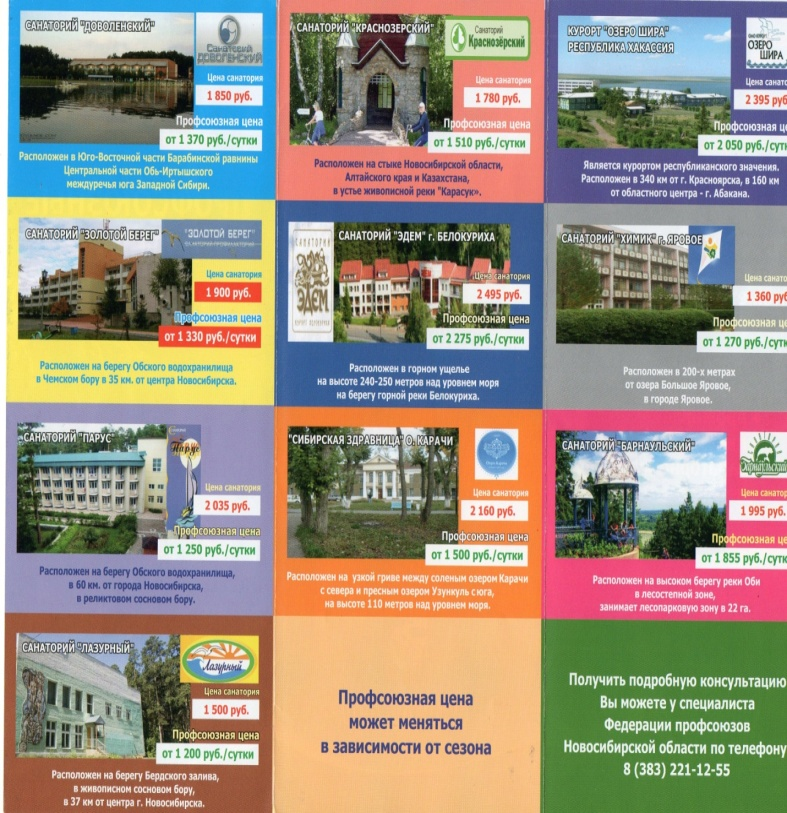 САНАТОРИЙ "ДОВОЛЕНСКИЙ"
Санаторий
ДОВОЛЕНСКИЙ
Цена санатория
1 850 руб.
Профсоюзная цена
от 1 370 руб./сутки
Расположен в Юго-Восточной части Барабинской равнины
Центральной части Обь-Иртышского
междуречья юга Западной Сибири.
САНАТОРИЙ "КРАСНОЗЕРСКИЙ"
Санаторий
Краснозёрский
Цена санатория
1 780 руб.
Профсоюзная цена
от 1 510 руб./сутки
Расположен на стыке Новосибирской области,
Алтайского края и Казахстана,
в устье живописной реки "Карасук».
КУРОРТ "ОЗЕРО ШИРА"
РЕСПУБЛИКА ХАКАССИЯ
ОЗЕРО
ШИРА
Цена санато
2 395 руб
Профсоюзная цена
от 2 050 руб./сутк
Является курортом республиканского значения.
Расположен в 340 км от г. Красноярска, в 160 км
от областного центра - г. Абакана.
САНАТОРИЙ "ЗОЛОТОЙ БЕРЕГ"
"ЗОЛОТОЙ БЕРЕГ"
Цена санатория
1 900 руб.
Профсоюзная цена
от 1 330 руб./сутки
Расположен на берегу Обского водохранилища
в Чемском бору в 35 км. от центра Новосибирска.
САНАТОРИЙ "ЭДЕМ" г. БЕЛОКУРИХА
САНАТОРИЙ
ЭДЕМ
КУРОРТ БЕЛОКУРИХА
Цена санатория
2 495 руб.
Профсоюзная цена
от 2 275 руб./сутки
Расположен в горном ущелье
на высоте 240-250 метров над уровнем моря
на берегу горной реки Белокуриха.
САНАТОРИЙ "ХИМИК" г. ЯРОВОЕ
Цена санато
1 360 руб
Профсоюзная цена
от 1 270 руб./сутк
Расположен в 200-х метрах
от озера Большое Яровое,
в городе Яровое.
САНАТОРИЙ "ПАРУС"
Парус
Цена санатория
2 035 руб.
Профсоюзная цена
от 1 250 руб./сутки
Расположен на берегу Обского водохранилища,
в 60 км. от города Новосибирска,
в реликтовом сосновом бору.
"СИБИРСКАЯ ЗДРАВНИЦА" О. КАРАЧИ
Цена санатория
2 160 руб.
Профсоюзная цена
от 1 500 руб./сутки
Расположен на узкой гриве между соленым озером Карачи
с севера и пресным озером Узункуль с юга,
на высоте 110 метров над уровнем моря.
САНАТОРИЙ "БАРНАУЛЬСКИЙ"
Барнаульский
Цена санатор
1 995 руб.
Профсоюзная це
от 1 855 руб./сутк
Расположен на высоком берегу реки Оби
в лесостепной зоне,
занимает лесопарковую зону в 22 га.
САНАТОРИЙ "ЛАЗУРНЫЙ"
Лазурный
Цена санатория
1 500 руб.
Профсоюзная цена
от 1 200 руб./сутки
Расположен на берегу Бердского залива,
в живописном сосновом бору,
в 37 км от центра г. Новосибирска.
Профсоюзная цена
может меняться
в зависимости от сезона
Получить подробную консультацию
Вы можете у специалиста
Федерации профсоюзов
Новосибирской области по телефону
8 (383) 221-12-55